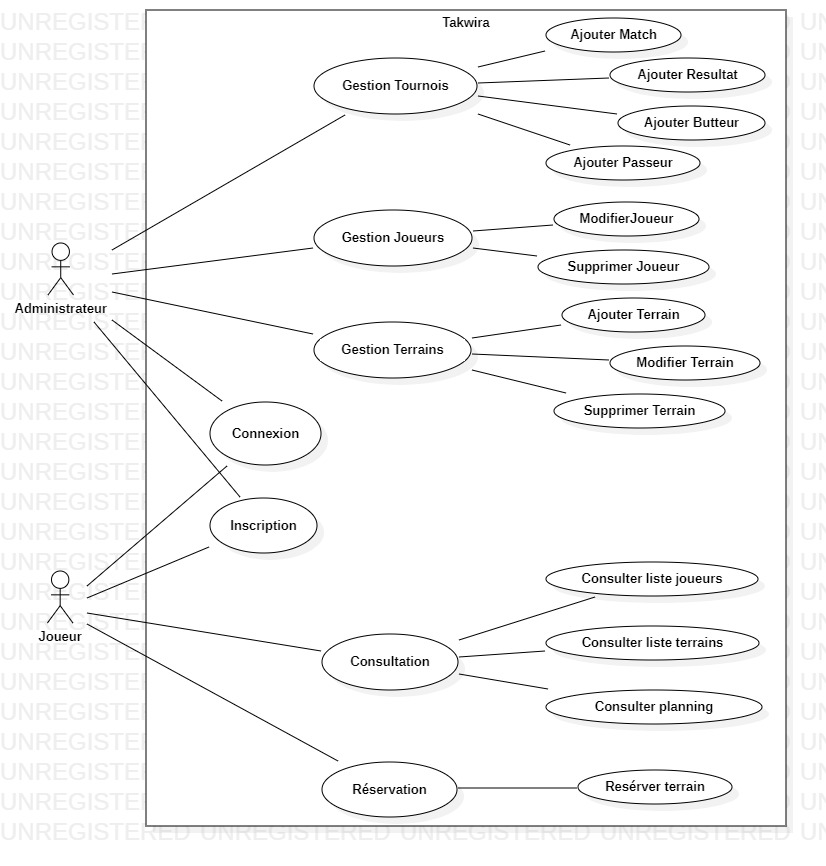 Takwira
Ajouter Match
Gestion Tournois
Ajouter Resultat
Ajouter Butteur
Ajouter Passeur
ModifierJoueur
Gestion Joueurs
Supprimer Joueur
Administrateur
Ajouter Terrain
Gestion Terrains
Modifier Terrain
Supprimer Terrain
Connexion
Inscription
Joueur
Consulter liste joueurs
Consultation
Consulter liste terrains
Consulter planning
Réservation
Resérver terrain
UNREGISTERED UNREGISTERED UNREGISTERED UNREGISTERED UN